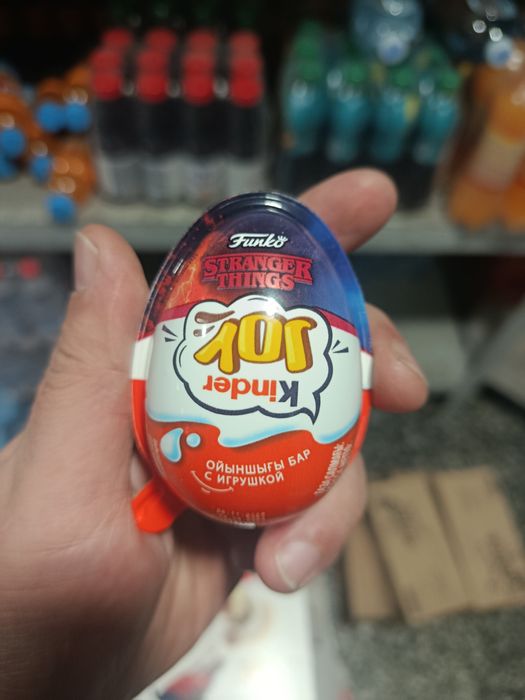 Funko
STRANGER
THINGS
JOY
Kinder
ОЙЫНШЫҒЫ БАР
С ИГРУШКОЙ